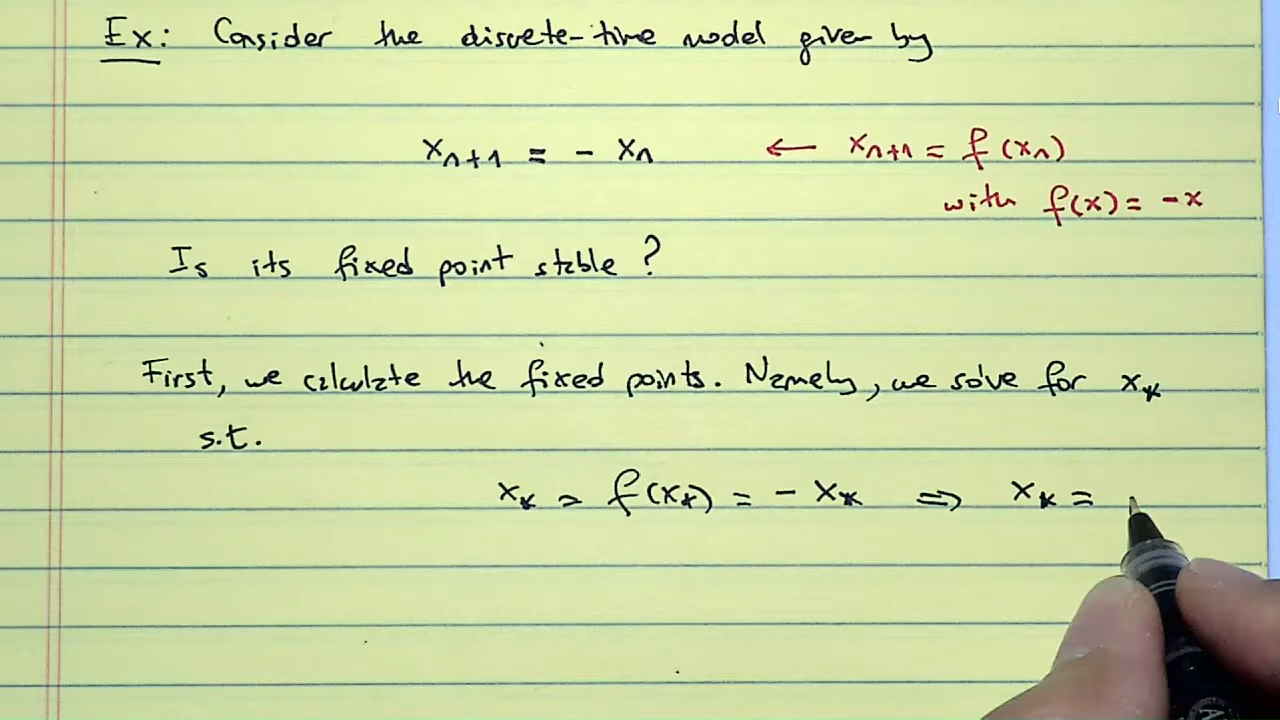 Ex: Consider the discrete-time model given by
xₙ₊₁ = - xₙ ← xₙ₊₁ = f(xₙ)
with f(x) = -x
Is its fixed point stable?
First, we calculate the fixed points. Namely, we solve for x*
s.t.
x* = f(x*) = - x* ⇒ x* =